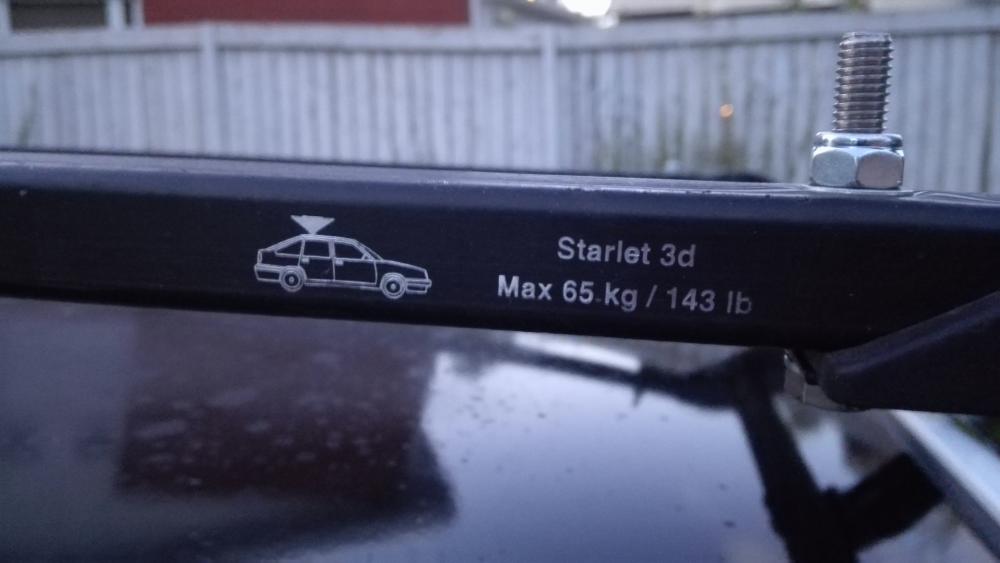 Starlet 3d
Max 65 kg / 143 lb